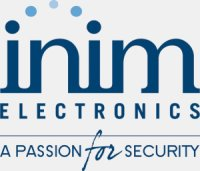 inim
ELECTRONICS
A PASSION for SECURITY